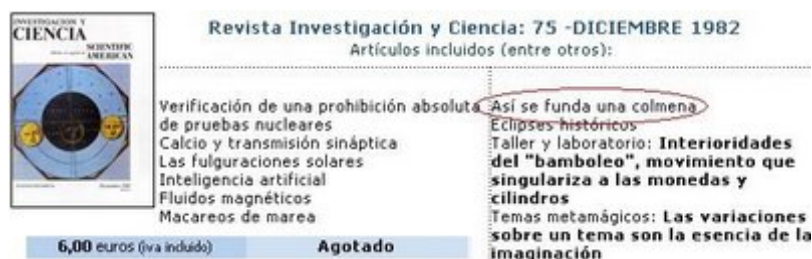 INVESTIGACION Y
CIENCIA
SCIENTIFIC
AMERICAN
Revista Investigación y Ciencia: 75 -DICIEMBRE 1982
Artículos incluidos (entre otros):
Verificación de una prohibición absoluta
de pruebas nucleares
Calcio y transmisión sináptica
Las fulguraciones solares
Inteligencia artificial
Fluidos magnéticos
Macareos de marea
6,00 euros (iva incluido)
Agotado
Así se funda una colmena
Eclipses históricos
Taller y laboratorio: Interioridades
del "bamboleo", movimiento que
singulariza a las monedas y
cilindros
Temas metamágicos: Las variaciones
sobre un tema son la esencia de la
imaginación